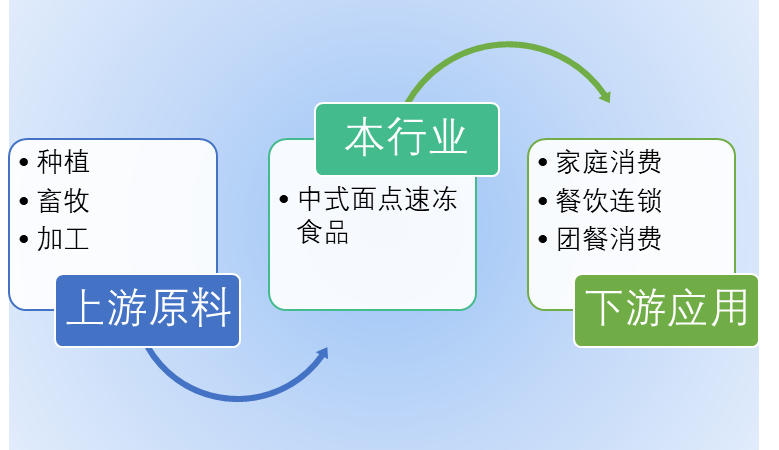 种植
畜牧
加工
上游原料
本行业
中式面点速冻
食品
家庭消费
餐饮连锁
团餐消费
下游应用